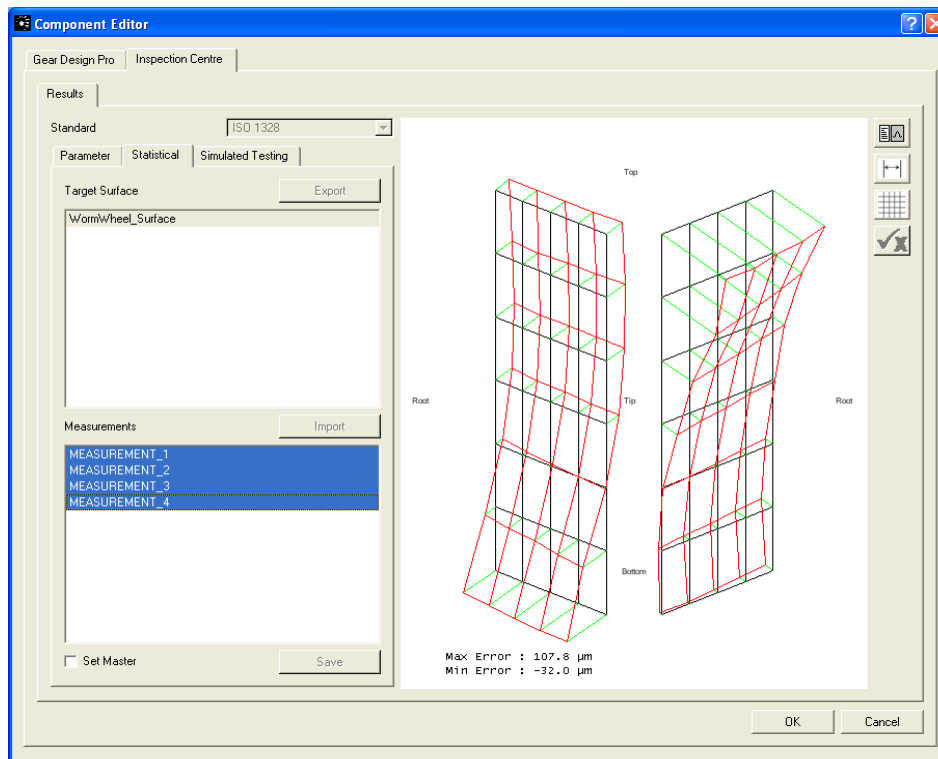 Component Editor
Gear Design Pro
Inspection Centre
Results
Standard
ISO 1328
Parameter
Statistical
Simulated Testing
Target Surface
Export
WormWheel_Surface
Measurements
Import
MEASUREMENT_1
MEASUREMENT_2
MEASUREMENT_3
MEASUREMENT_4
Set Master
Save
Top
Root
Tip
Root
Bottom
Max Error : 107.8 µm
Min Error : -32.0 µm
OK
Cancel